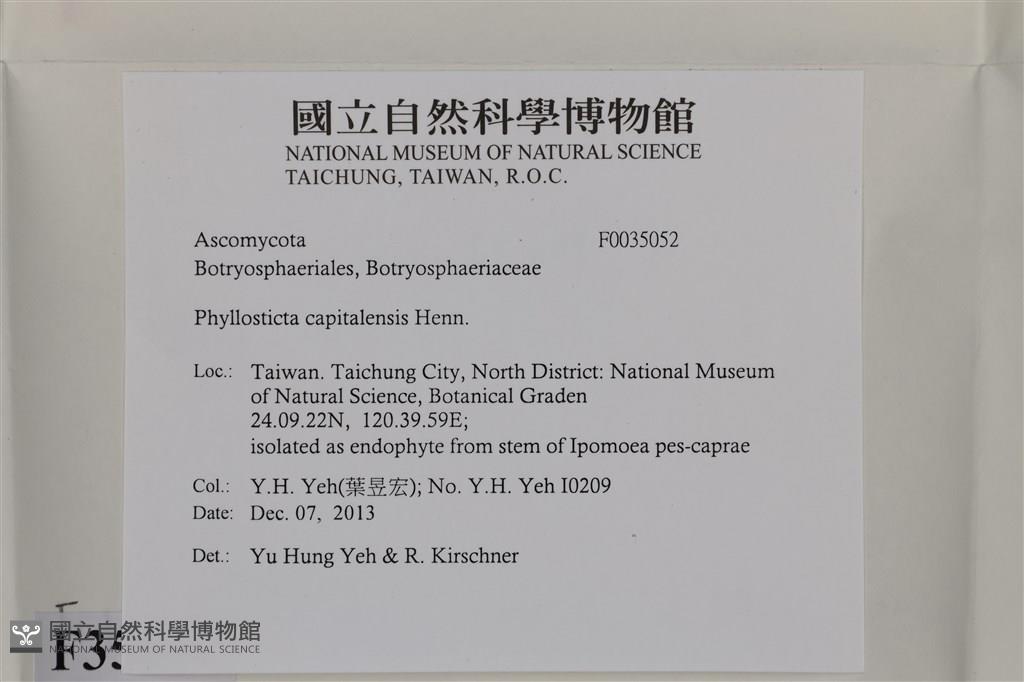 國立自然科學博物館
NATIONAL MUSEUM OF NATURAL SCIENCE
TAICHUNG, TAIWAN, R.O.C.
Ascomycota F0035052
Botryosphaeriales, Botryosphaeriaceae
Phyllosticta capitalensis Henn.
Loc.: Taiwan. Taichung City, North District: National Museum
of Natural Science, Botanical Graden
24.09.22N, 120.39.59E;
isolated as endophyte from stem of Ipomoea pes-caprae
Col.: Y.H. Yeh(葉昱宏); No. Y.H. Yeh I0209
Date: Dec. 07, 2013
Det.: Yu Hung Yeh & R. Kirschner
國立自然科學博物館
NATIONAL MUSEUM OF NATURAL SCIENCE